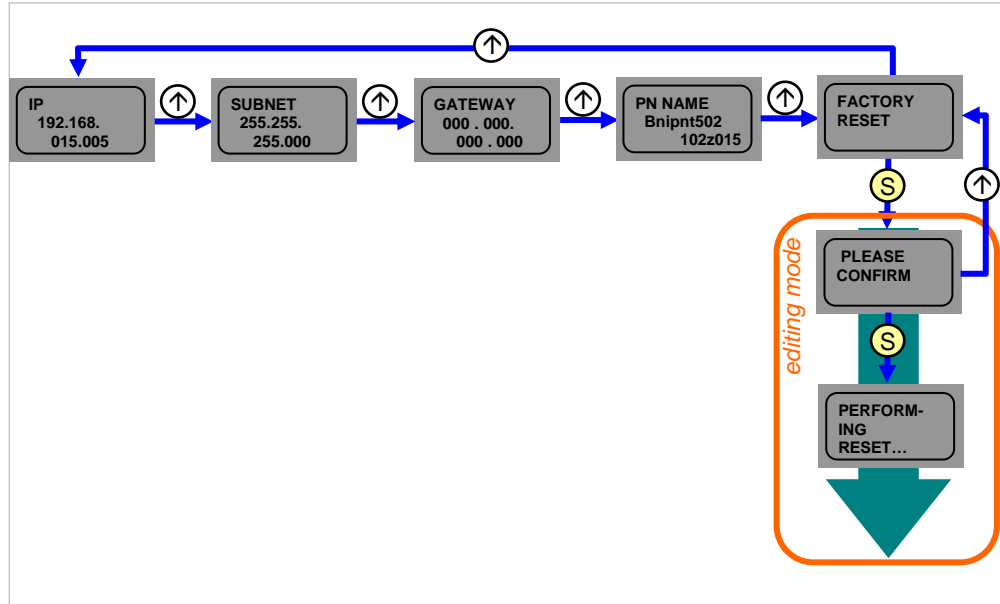 ↑
IP
192.168.
015.005
↑
SUBNET
255.255.
255.000
↑
GATEWAY
000 . 000.
000 . 000
↑
PN NAME
Bnipnt502
102z015
↑
FACTORY
RESET
S
↑
editing mode
PLEASE
CONFIRM
S
PERFORM-
ING
RESET...